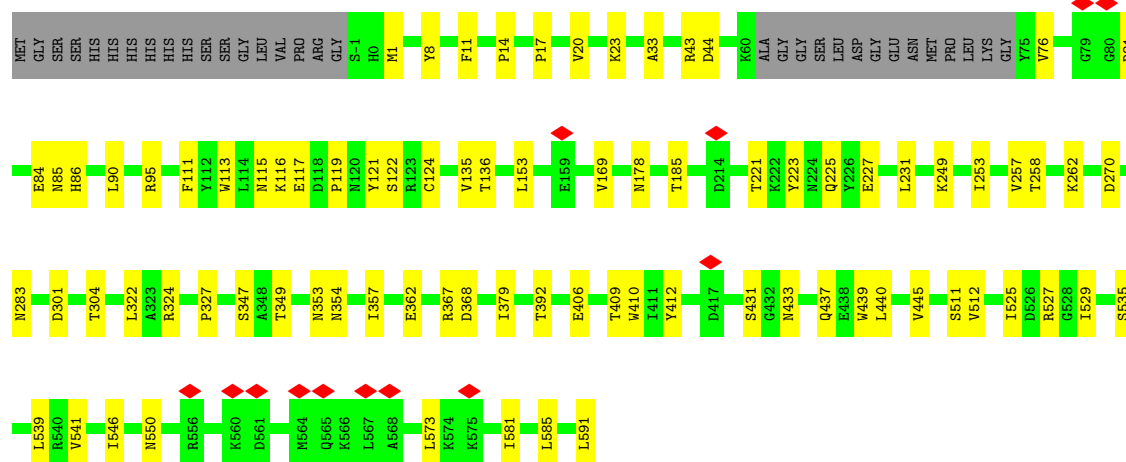 MET GLY SER SER HIS HIS HIS HIS HIS HIS SER SER GLY LEU VAL PRO ARG GLY S-1 H0 M1 Y8 F11 P14 P17 V20 K23 A33 R43 D44 K60 ALA GLY GLY SER LEU ASP GLY GLU ASN MET PRO LEU LYS GLY Y75 V76 G79 G80
E84 N85 H86 L90 R95 F111 Y112 W113 L114 N115 K116 E117 D118 P119 N120 Y121 S122 R123 C124 V135 T136 L153 E159 V169 N178 T185 D214 T221 K222 Y223 N224 Q225 Y226 E227 L231 K249 I253 V257 T258 K262 D270
N283 D301 T304 L322 A323 R324 P327 S347 A348 T349 N353 N354 I357 E362 R367 D368 I379 T392 E406 T409 W410 I411 Y412 D417 S431 G432 N433 Q437 E438 W439 L440 V445 S511 V512 I525 D526 R527 G528 I529 S535
L539 R540 V541 I546 N550 R556 K560 D561 M564 Q565 K566 L567 A568 L573 K574 K575 I581 L585 L591